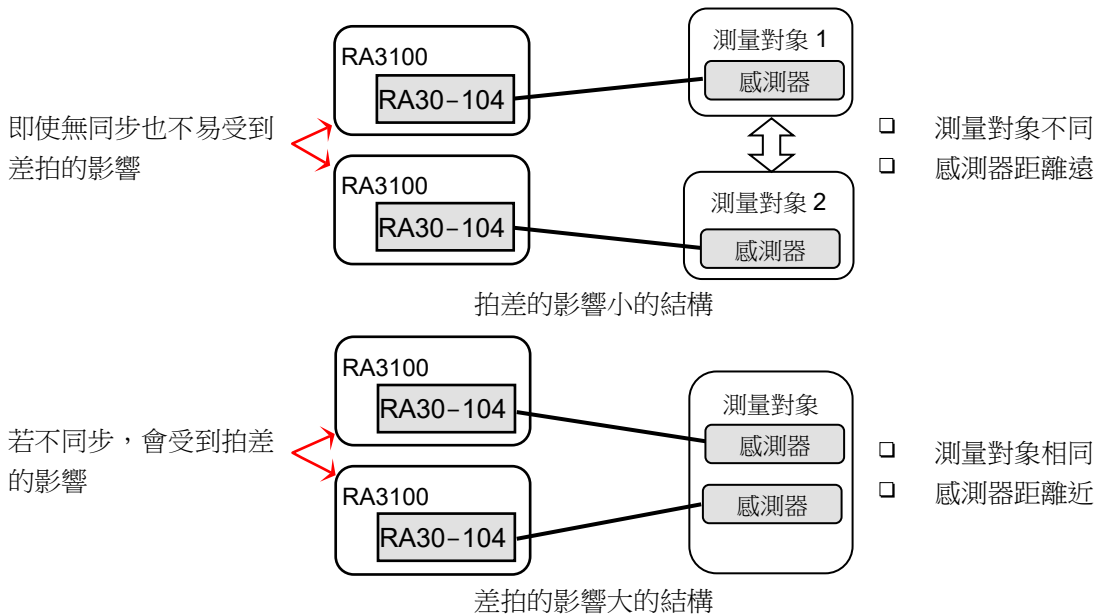 RA3100
RA30-104
測量對象 1
感測器
即使無同步也不易受到
差拍的影響
❑ 測量對象不同
❑ 感測器距離遠
RA3100
RA30-104
測量對象 2
感測器
拍差的影響小的結構
RA3100
RA30-104
測量對象
感測器
若不同步，會受到拍差
的影響
❑ 測量對象相同
❑ 感測器距離近
RA3100
RA30-104
感測器
差拍的影響大的結構